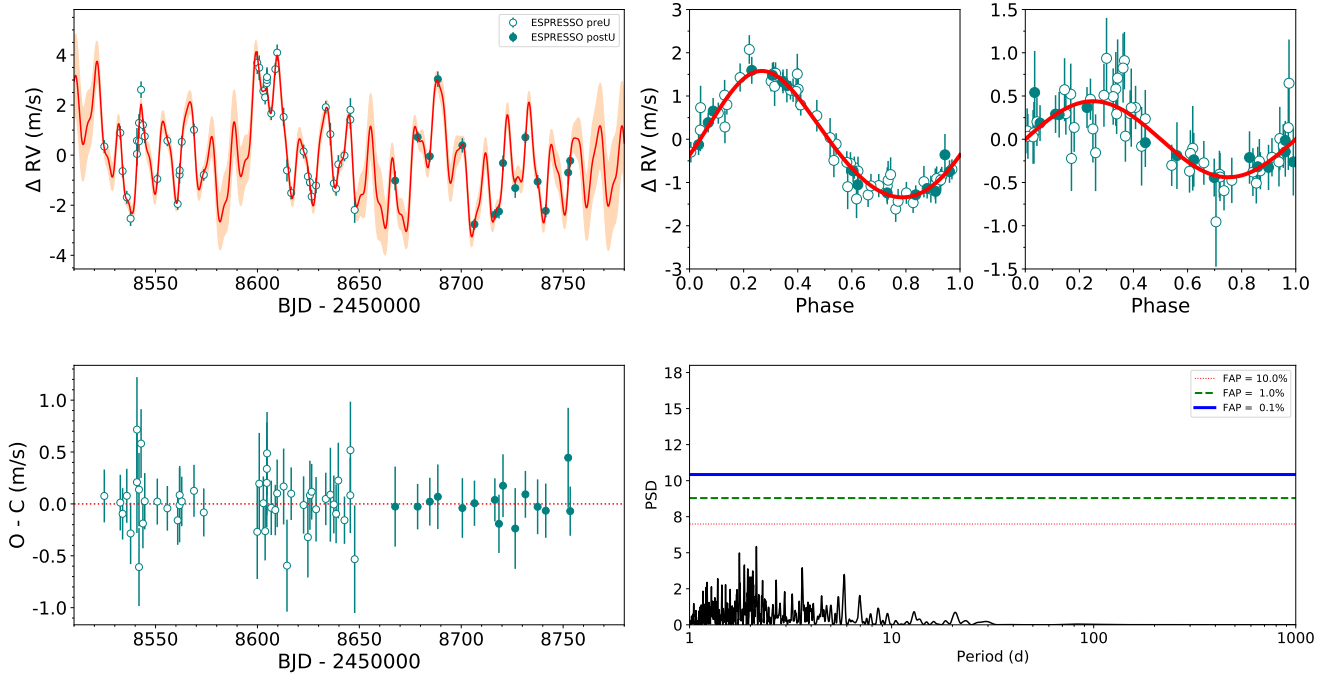 ESPRESSO preU
ESPRESSO postU
Δ RV (m/s)
4
2
0
-2
-4
8550 8600 8650 8700 8750
BJD - 2450000
Δ RV (m/s)
3
2
1
0
-1
-2
-3
0.0 0.2 0.4 0.6 0.8 1.0
Phase
1.5
1.0
0.5
0.0
-0.5
-1.0
-1.5
0.0 0.2 0.4 0.6 0.8 1.0
Phase
O - C (m/s)
1.0
0.5
0.0
-0.5
-1.0
8550 8600 8650 8700 8750
BJD - 2450000
FAP = 10.0%
FAP = 1.0%
FAP = 0.1%
PSD
18
15
13
10
8
5
2
0
1 10 100 1000
Period (d)